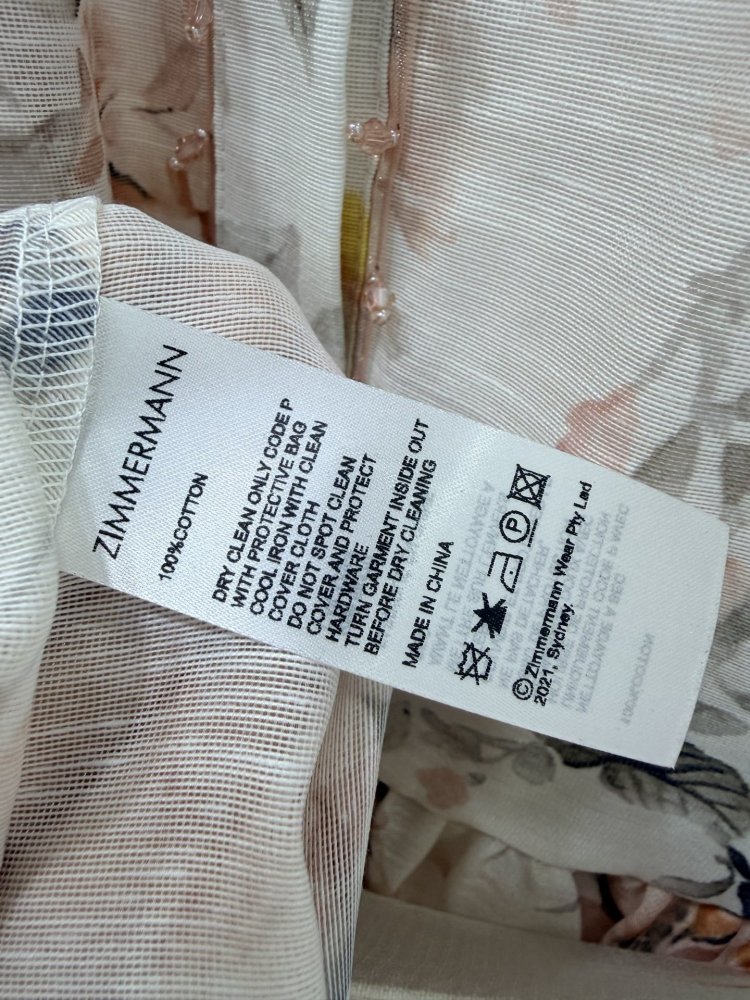 ZIMMERMANN
100%COTTON
DRY CLEAN ONLY CODE P
WITH PROTECTIVE BAG
COOL IRON WITH CLEAN
COVER CLOTH
DO NOT SPOT CLEAN
COVER AND PROTECT
HARDWARE
TURN GARMENT INSIDE OUT
BEFORE DRY CLEANING
MADE IN CHINA
P
©Zimmermann Wear Pty Lad
2021, Sydney.